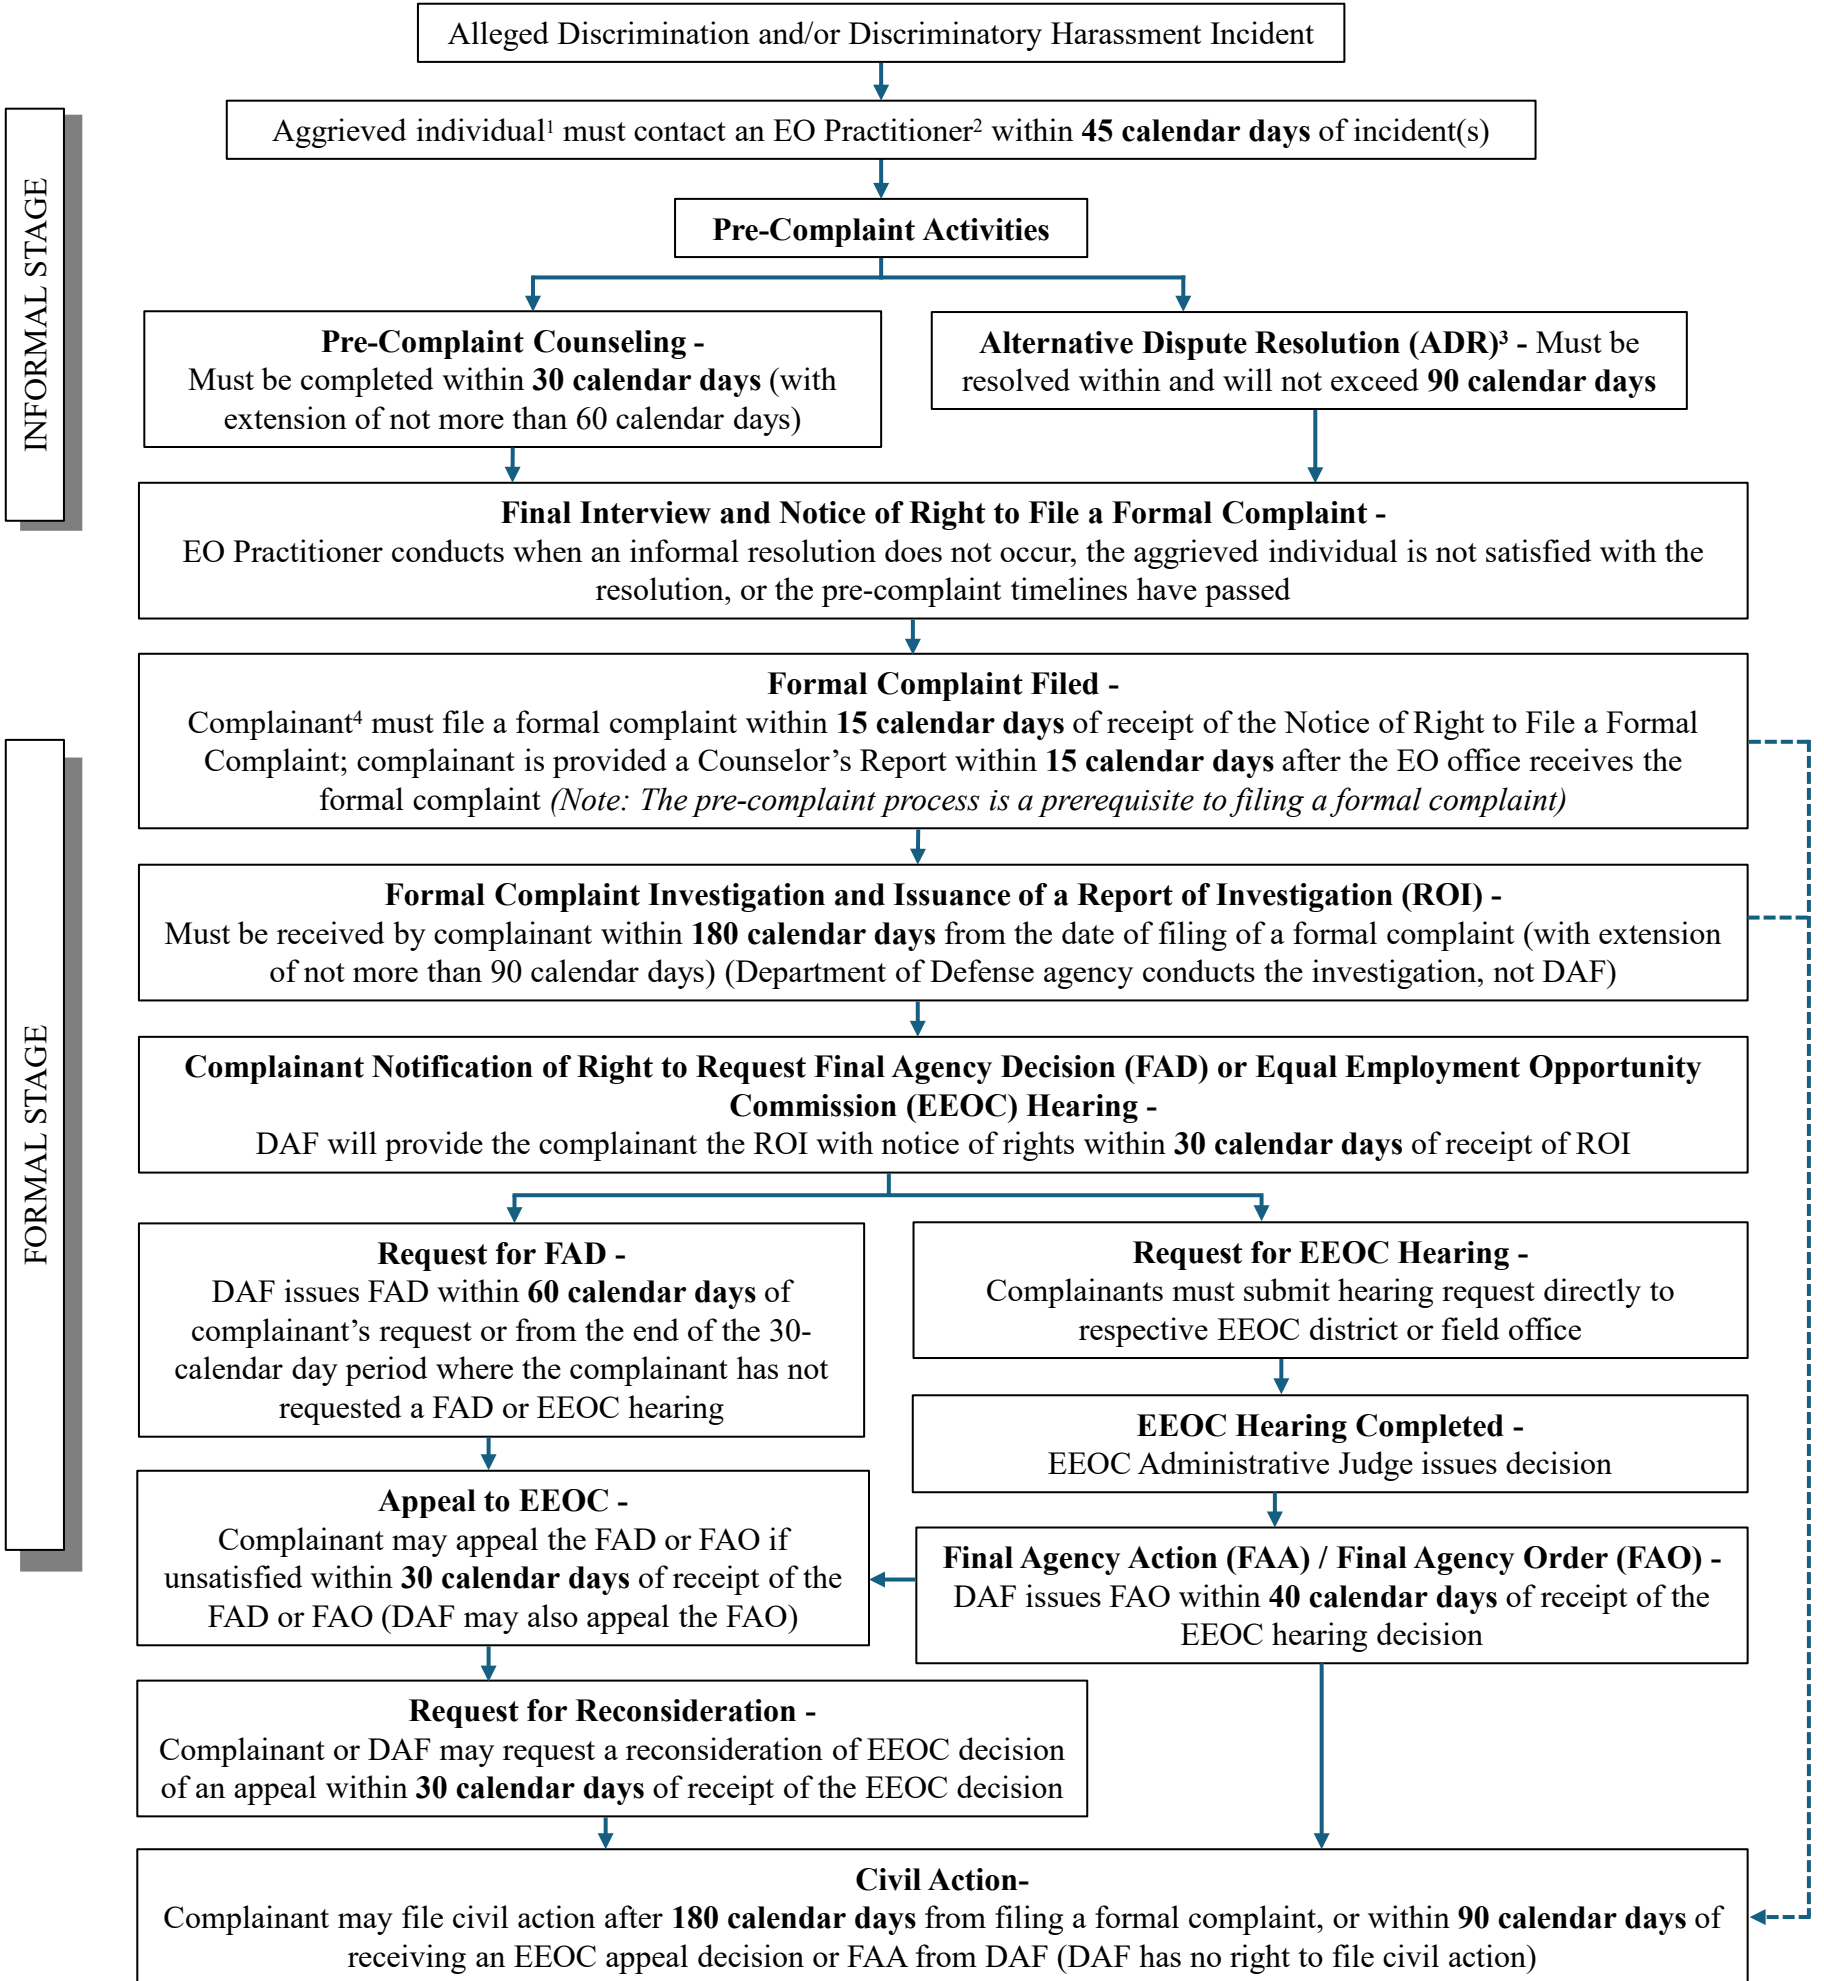 Alleged Discrimination and/or Discriminatory Harassment Incident
Aggrieved individual¹ must contact an EO Practitioner² within 45 calendar days of incident(s)
INFORMAL STAGE
Pre-Complaint Activities
Pre-Complaint Counseling -
Must be completed within 30 calendar days (with
extension of not more than 60 calendar days)
Alternative Dispute Resolution (ADR)³ - Must be
resolved within and will not exceed 90 calendar days
Final Interview and Notice of Right to File a Formal Complaint -
EO Practitioner conducts when an informal resolution does not occur, the aggrieved individual is not satisfied with the
resolution, or the pre-complaint timelines have passed
FORMAL STAGE
Formal Complaint Filed -
Complainant⁴ must file a formal complaint within 15 calendar days of receipt of the Notice of Right to File a Formal
Complaint; complainant is provided a Counselor’s Report within 15 calendar days after the EO office receives the
formal complaint (Note: The pre-complaint process is a prerequisite to filing a formal complaint)
Formal Complaint Investigation and Issuance of a Report of Investigation (ROI) -
Must be received by complainant within 180 calendar days from the date of filing of a formal complaint (with extension
of not more than 90 calendar days) (Department of Defense agency conducts the investigation, not DAF)
Complainant Notification of Right to Request Final Agency Decision (FAD) or Equal Employment Opportunity
Commission (EEOC) Hearing -
DAF will provide the complainant the ROI with notice of rights within 30 calendar days of receipt of ROI
Request for FAD -
DAF issues FAD within 60 calendar days of
complainant’s request or from the end of the 30-
calendar day period where the complainant has not
requested a FAD or EEOC hearing
Request for EEOC Hearing -
Complainants must submit hearing request directly to
respective EEOC district or field office
EEOC Hearing Completed -
EEOC Administrative Judge issues decision
Appeal to EEOC -
Complainant may appeal the FAD or FAO if
unsatisfied within 30 calendar days of receipt of the
FAD or FAO (DAF may also appeal the FAO)
Final Agency Action (FAA) / Final Agency Order (FAO) -
DAF issues FAO within 40 calendar days of receipt of the
EEOC hearing decision
Request for Reconsideration -
Complainant or DAF may request a reconsideration of EEOC decision
of an appeal within 30 calendar days of receipt of the EEOC decision
Civil Action-
Complainant may file civil action after 180 calendar days from filing a formal complaint, or within 90 calendar days of
receiving an EEOC appeal decision or FAA from DAF (DAF has no right to file civil action)